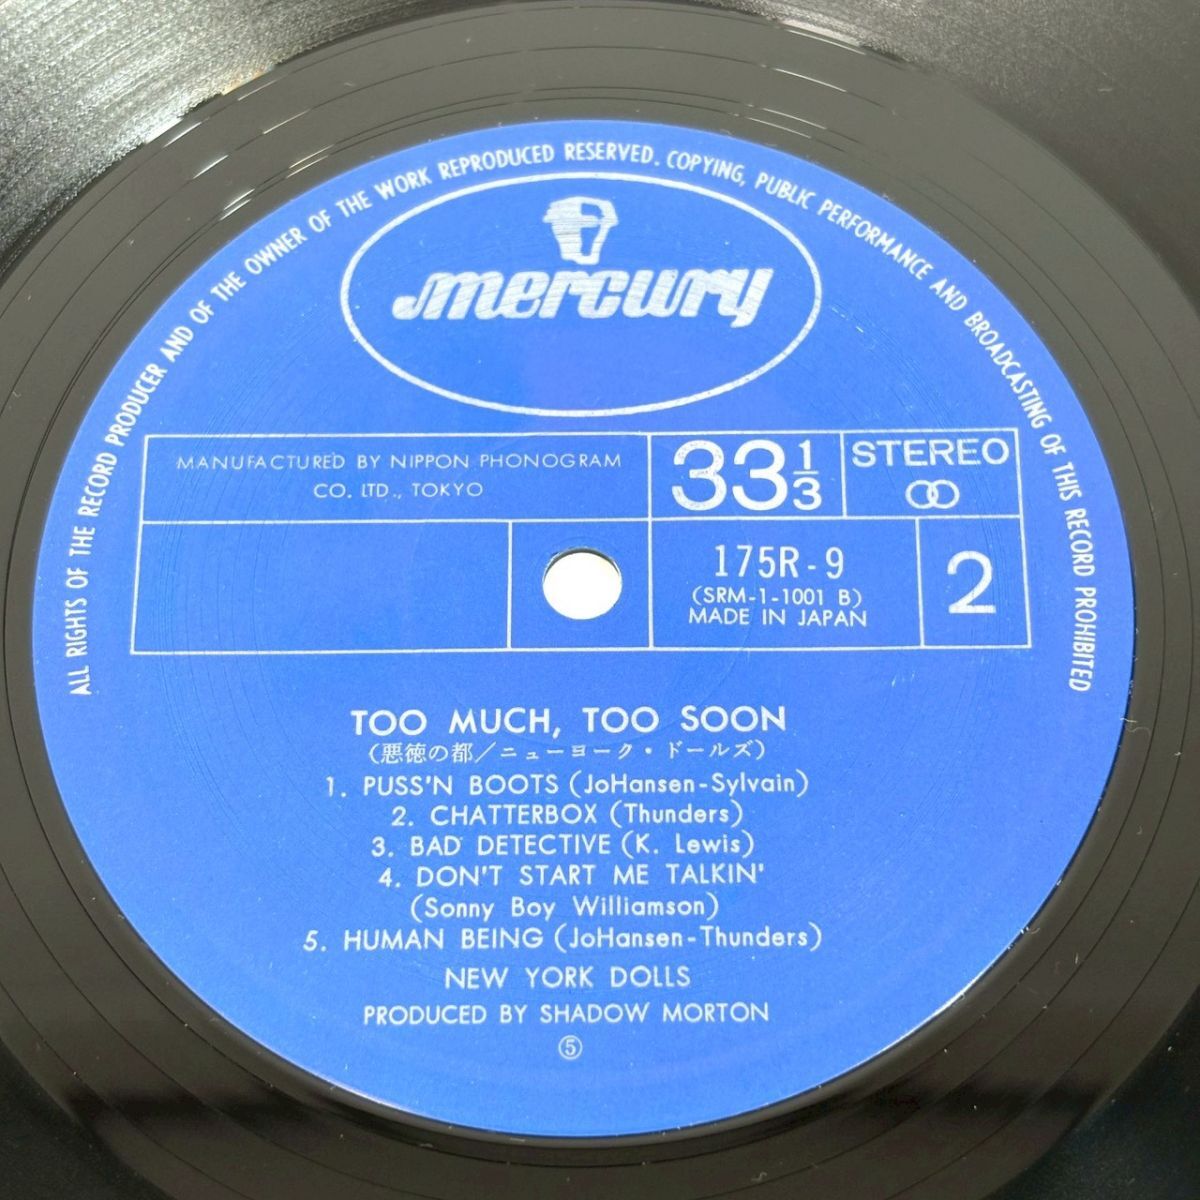 ALL RIGHTS OF THE RECORD PRODUCER AND OF THE OWNER OF THE WORK REPRODUCED RESERVED. COPYING, PUBLIC PERFORMANCE AND BROADCASTING OF THIS RECORD PROHIBITED
mercury
MANUFACTURED BY NIPPON PHONOGRAM
CO. LTD., TOKYO
33 1/3
STEREO
175R-9
(SRM-1-1001 B)
MADE IN JAPAN
2
TOO MUCH, TOO SOON
(悪徳の都/ニューヨーク・ドールズ)
1. PUSS'N BOOTS (JoHansen-Sylvain)
2. CHATTERBOX (Thunders)
3. BAD DETECTIVE (K. Lewis)
4. DON'T START ME TALKIN'
(Sonny Boy Williamson)
5. HUMAN BEING (JoHansen-Thunders)
NEW YORK DOLLS
PRODUCED BY SHADOW MORTON
⑤